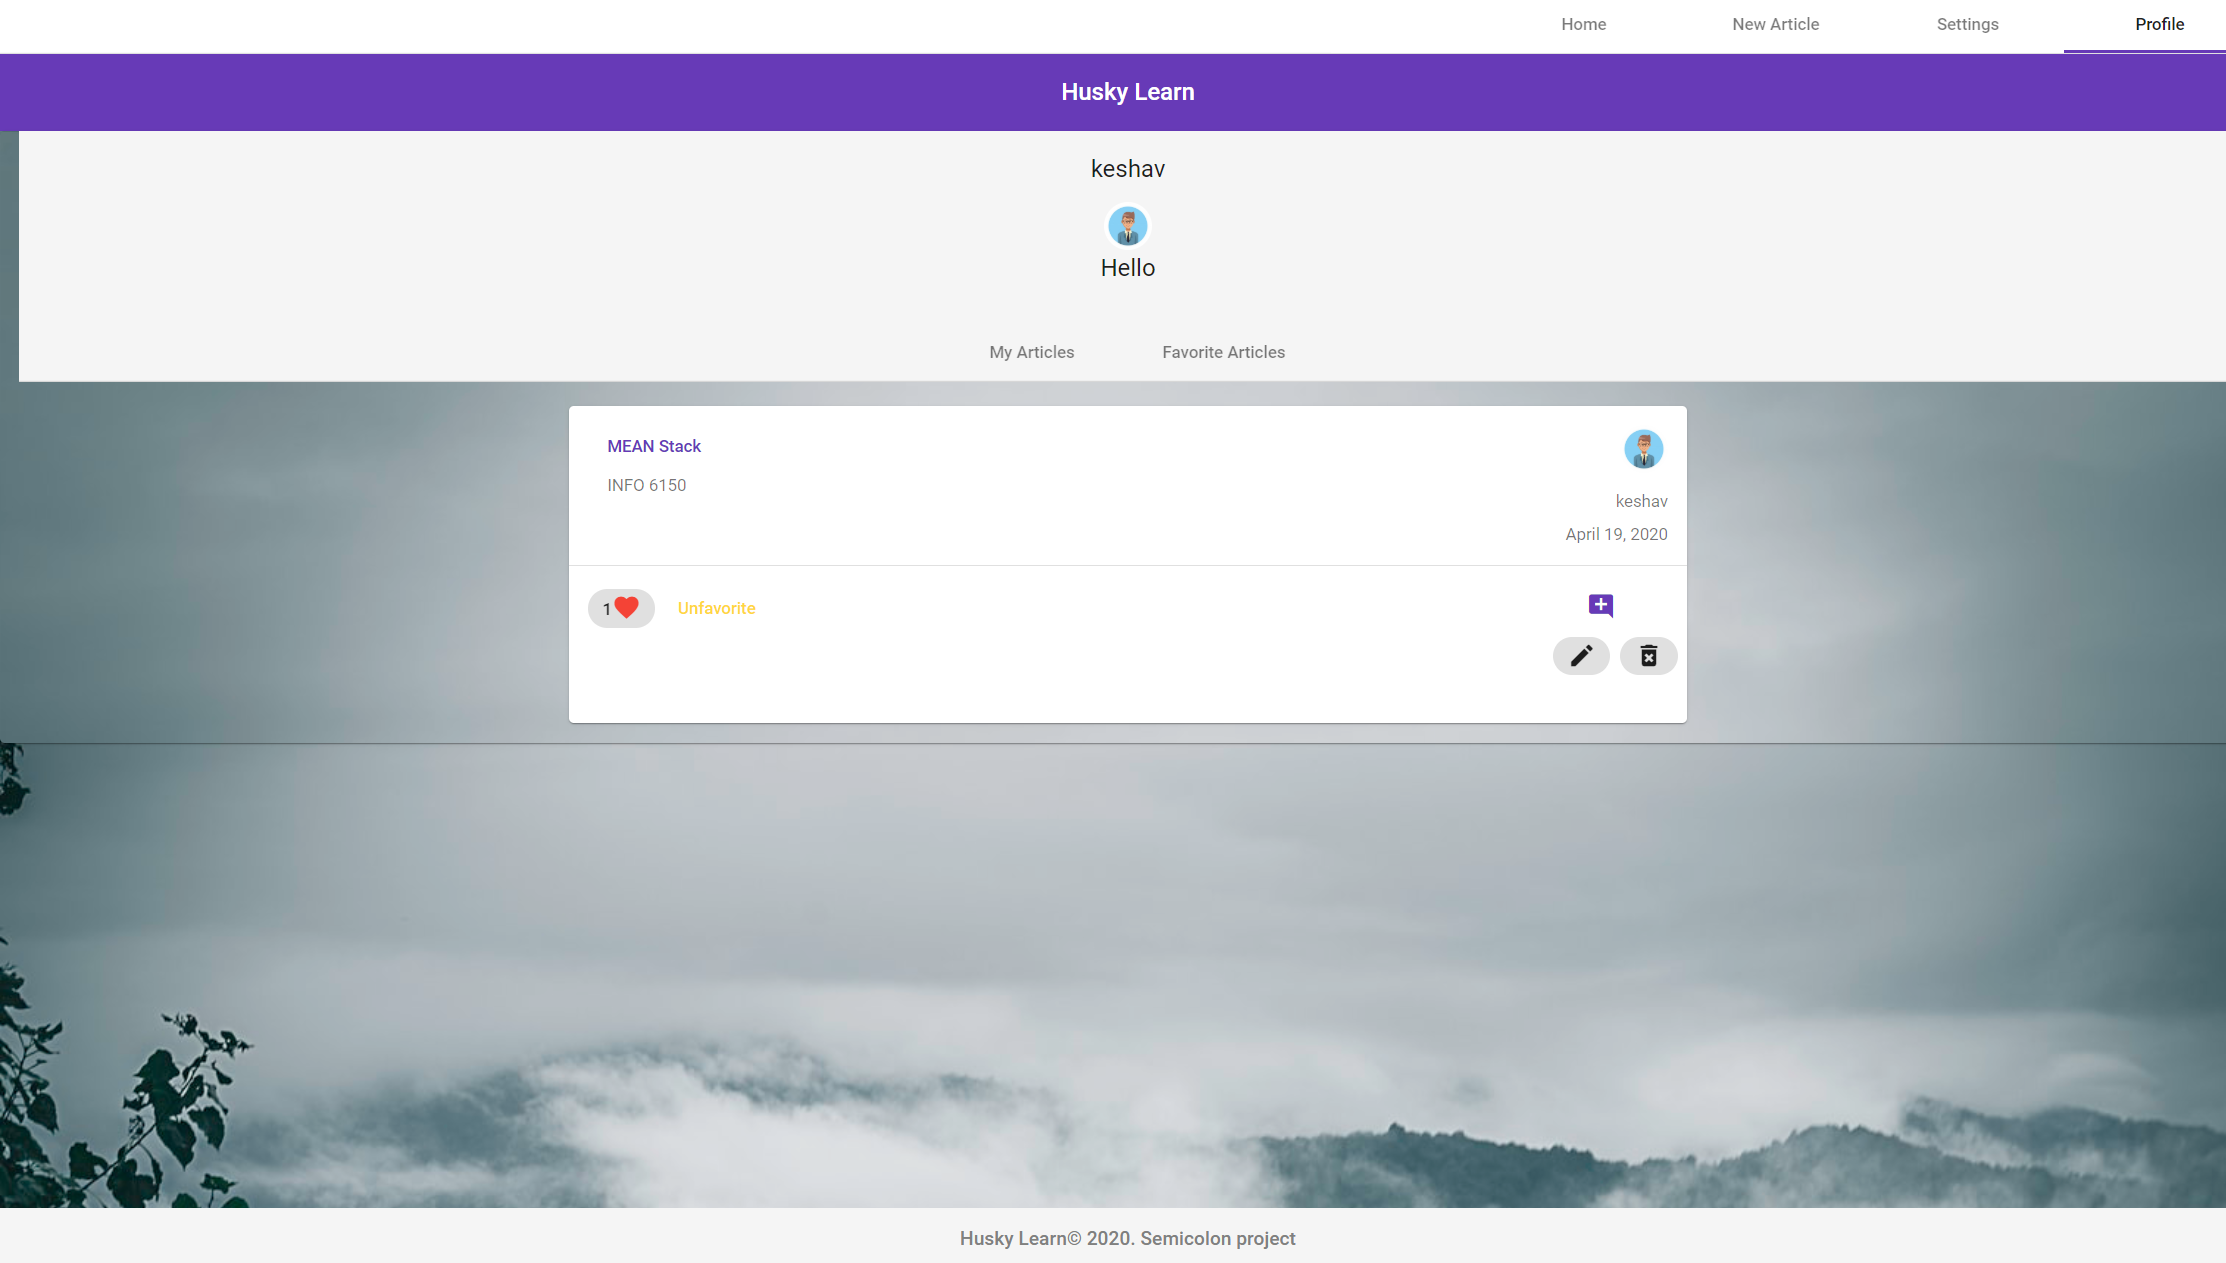 Home New Article Settings Profile
Husky Learn
keshav
Hello
My Articles Favorite Articles
MEAN Stack
INFO 6150
keshav
April 19, 2020
1 Unfavorite
Husky Learn© 2020. Semicolon project